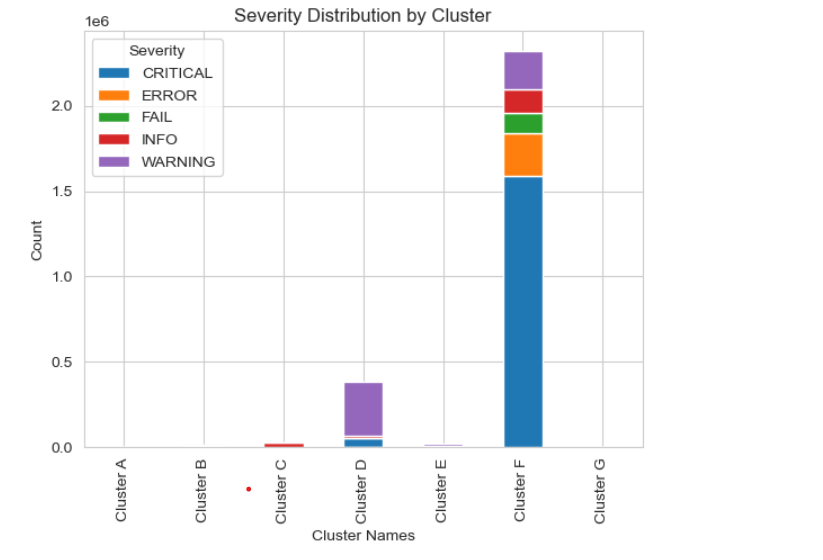 Severity Distribution by Cluster
1e6
Severity
CRITICAL
ERROR
FAIL
INFO
WARNING
2.0
1.5
1.0
0.5
0.0
Count
Cluster A
Cluster B
Cluster C
Cluster D
Cluster E
Cluster F
Cluster G
Cluster Names